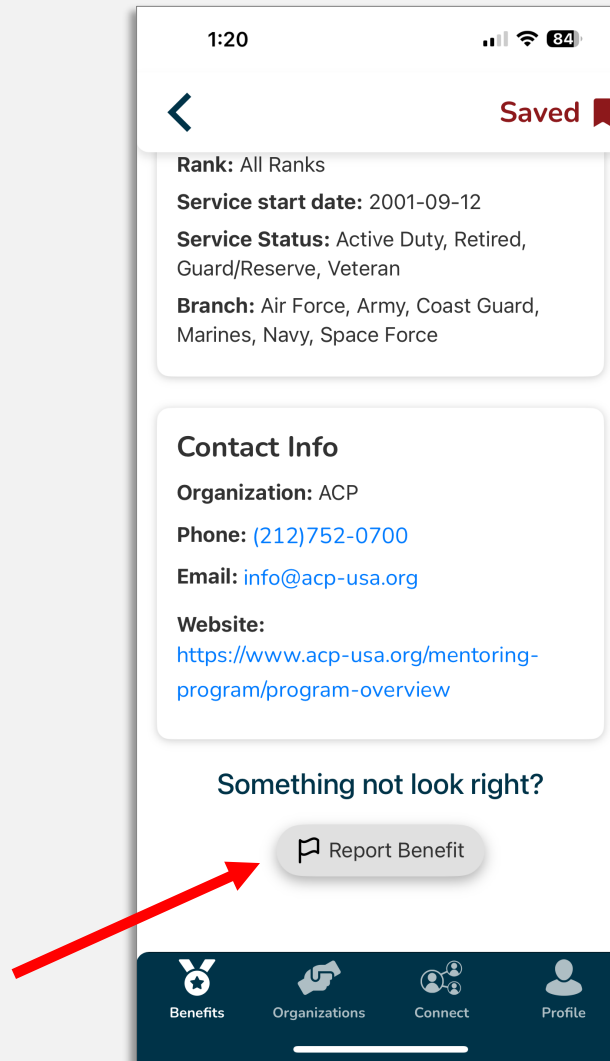 1:20
84
Saved
Rank: All Ranks
Service start date: 2001-09-12
Service Status: Active Duty, Retired,
Guard/Reserve, Veteran
Branch: Air Force, Army, Coast Guard,
Marines, Navy, Space Force
Contact Info
Organization: ACP
Phone: (212)752-0700
Email: info@acp-usa.org
Website:
https://www.acp-usa.org/mentoring-
program/program-overview
Something not look right?
Report Benefit
Benefits
Organizations
Connect
Profile